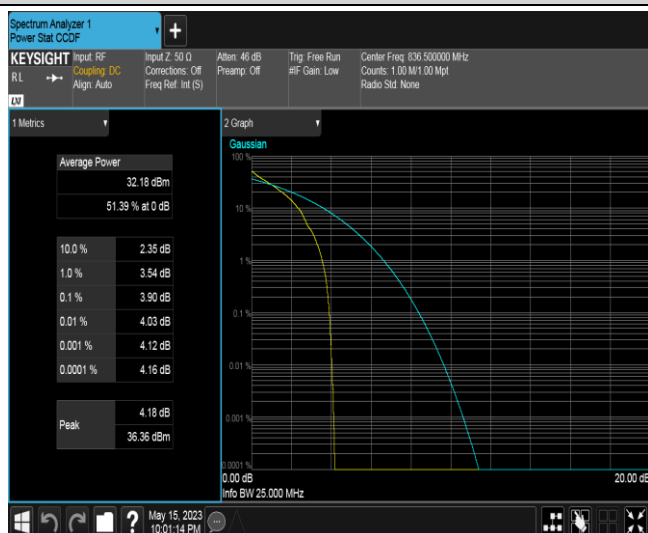 Spectrum Analyzer 1
Power Stat CCDF
+
KEYSIGHT
RL
LXI
Input: RF
Coupling: DC
Align: Auto
Input Z: 50 Ω
Corrections: Off
Freq Ref: Int (S)
Atten: 46 dB
Preamp: Off
Trig: Free Run
#IF Gain: Low
Center Freq: 836.500000 MHz
Counts: 1.00 M/1.00 Mpt
Radio Std: None
1 Metrics
Average Power
32.18 dBm
51.39 % at 0 dB
10.0 % 2.35 dB
1.0 % 3.54 dB
0.1 % 3.90 dB
0.01 % 4.03 dB
0.001 % 4.12 dB
0.0001 % 4.16 dB
Peak
4.18 dB
36.36 dBm
2 Graph
Gaussian
100 %
10 %
1 %
0.1 %
0.01 %
0.001 %
0.0001 %
0.00 dB
20.00 dB
Info BW 25.000 MHz
?
May 15, 2023
10:01:14 PM